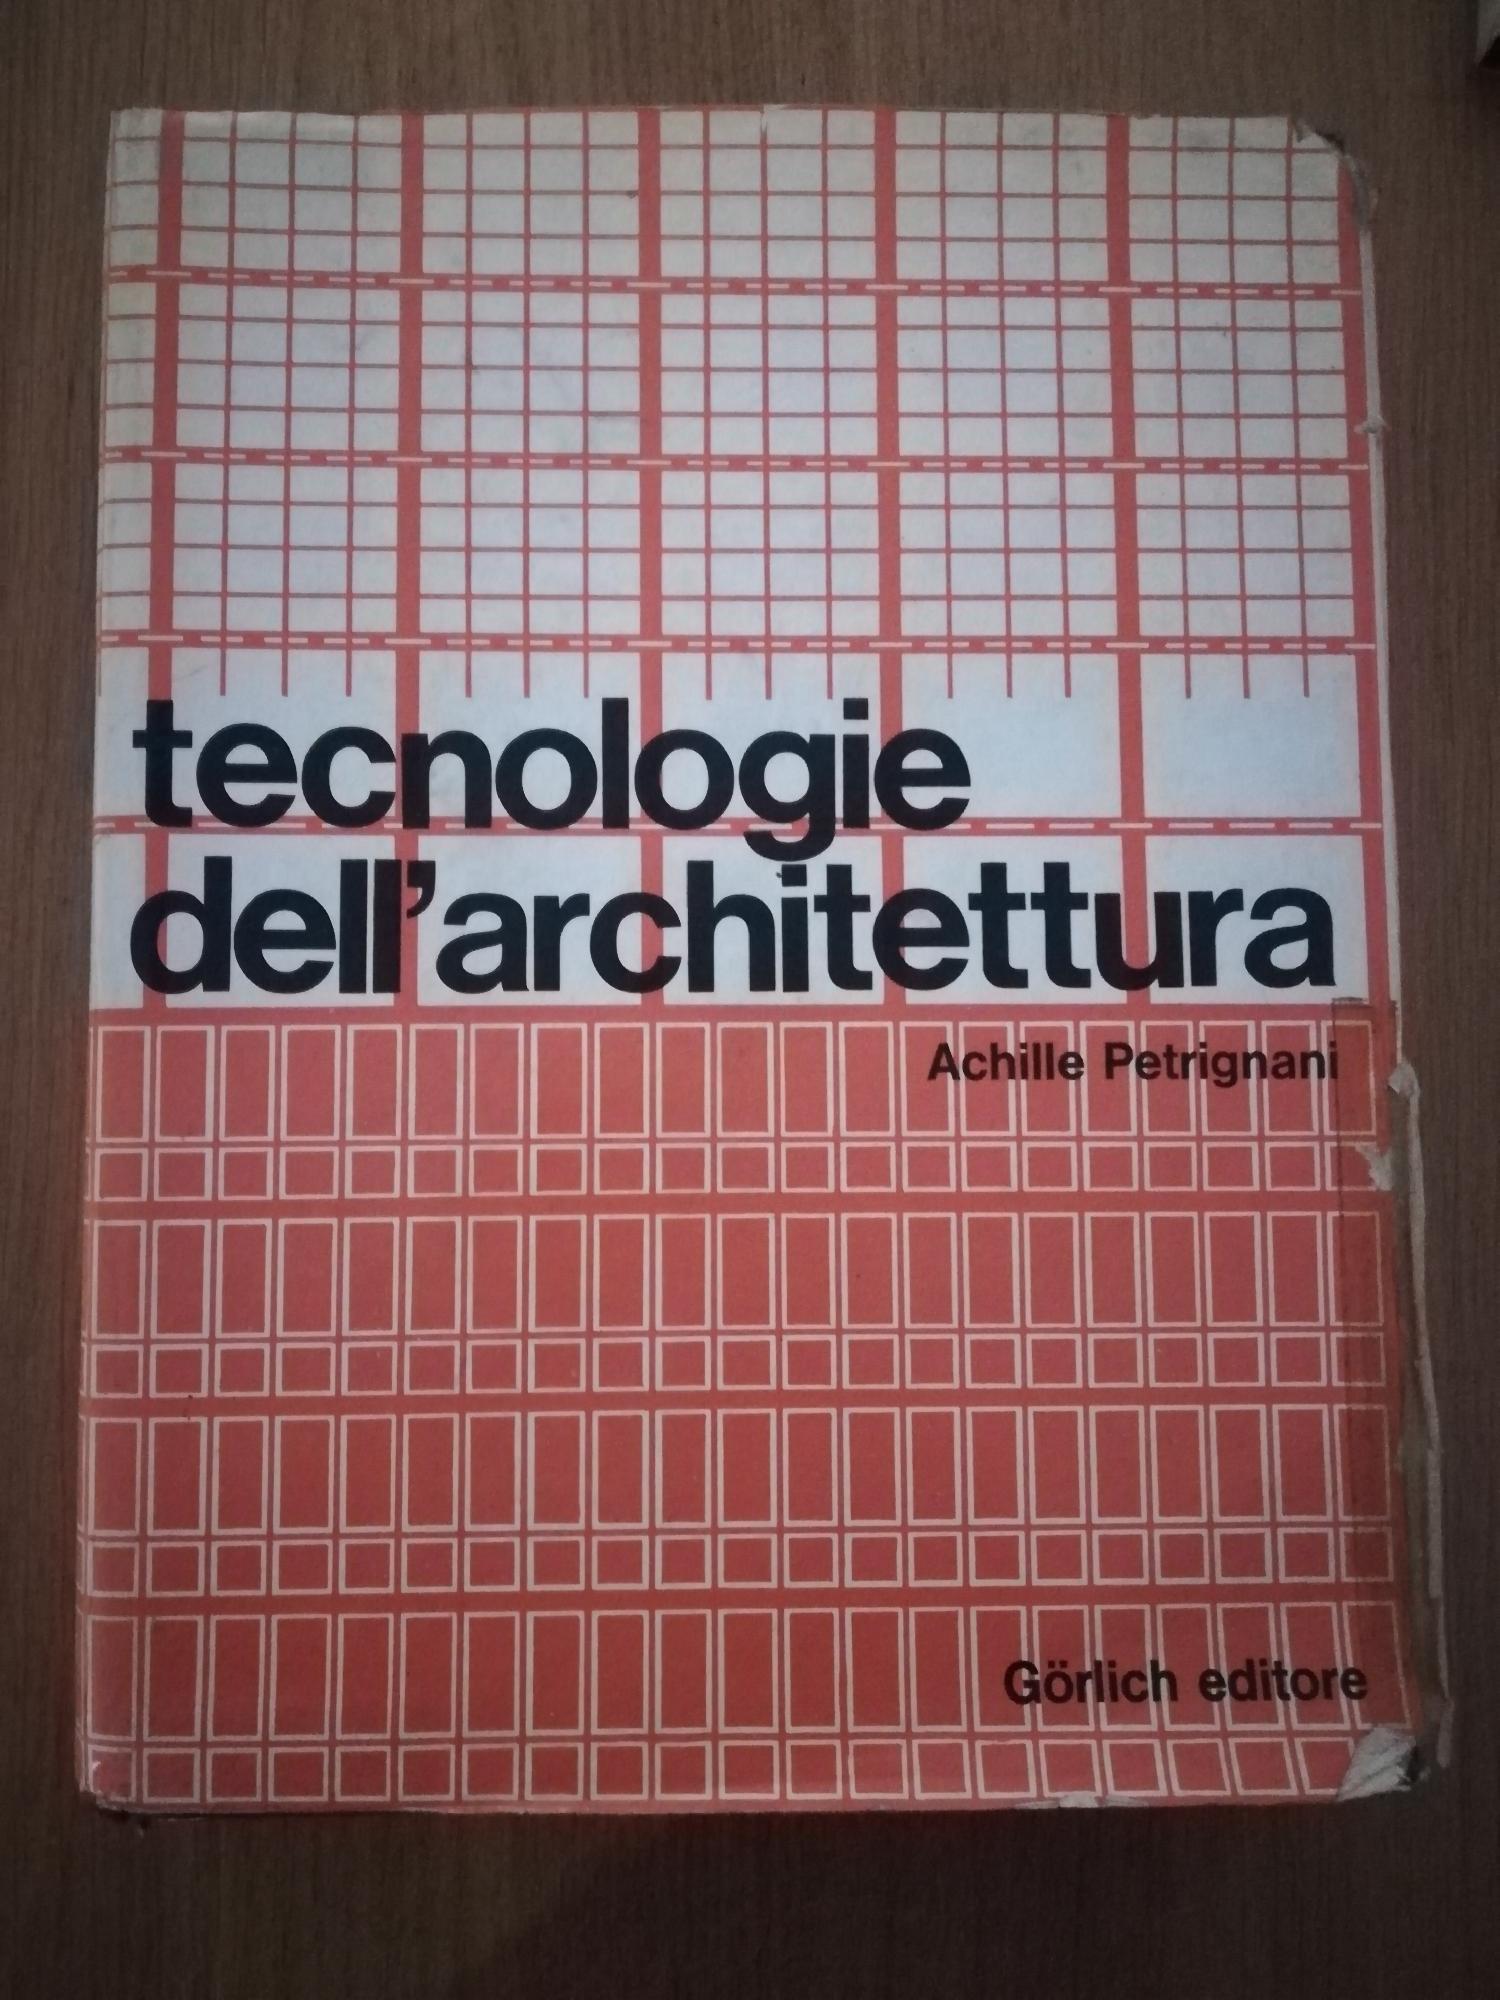 tecnologie
dell'architettura
Achille Petrignani
Görlich editore